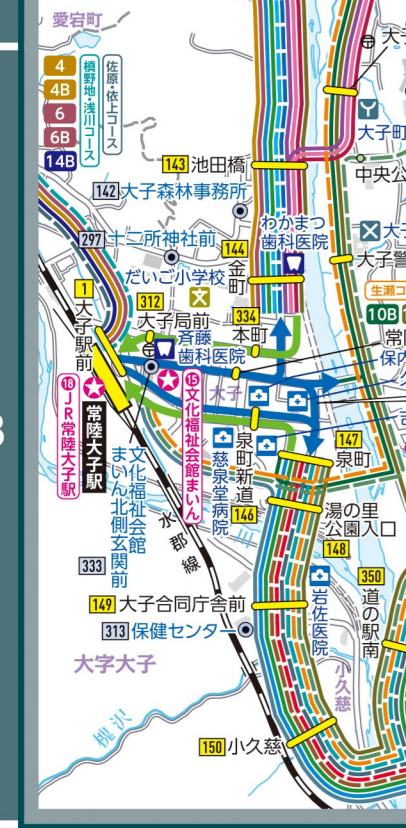 愛宕町
4
4B
6
6B
14B
槙野地・浅川コース
佐原・依上コース
143 池田橋
142 大子森林事務所
297 十二所神社前
わかまつ
歯科医院
だいご小学校
144
金町
1
大子駅前
312
大子局前
334
本町
斉藤
歯科医院
大子
18
JR常陸大子駅
常陸大子駅
15
文化福祉会館まいん
文化福祉会館
まいん北側玄関前
333
慈泉堂病院
泉町新道
146
147
泉町
湯の里
公園入口
148
水郡線
350
道の駅南
149 大子合同庁舎前
313 保健センター
岩佐医院
大字大子
小久慈
150 小久慈
大子町
中央公
大子警
生瀬コ
10B
保内